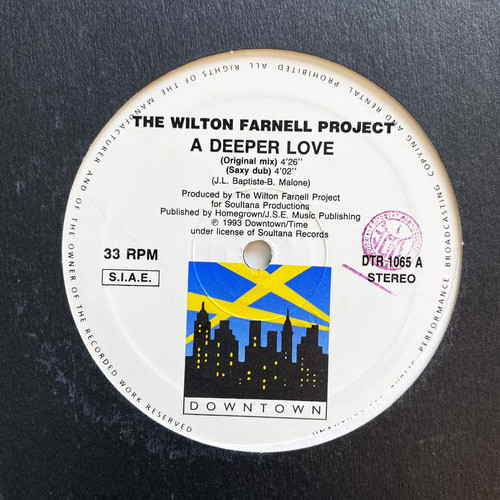 THE WILTON FARNELL PROJECT
A DEEPER LOVE
(Original mix) 4'26''
(Saxy dub) 4'02''
(J.L. Baptiste-B. Malone)
Produced by The Wilton Farnell Project
for Soultana Productions
Published by Homegrown/J.S.E. Music Publishing
℗ 1993 Downtown/Time
under license of Soultana Records
33 RPM
S.I.A.E.
DTR 1065 A
STEREO
DOWNTOWN
ALL RIGHTS OF THE MANUFACTURER AND OF THE OWNER OF THE RECORDED WORK RESERVED
PERFORMANCE BROADCASTING COPYING AND RENTAL PROHIBITED